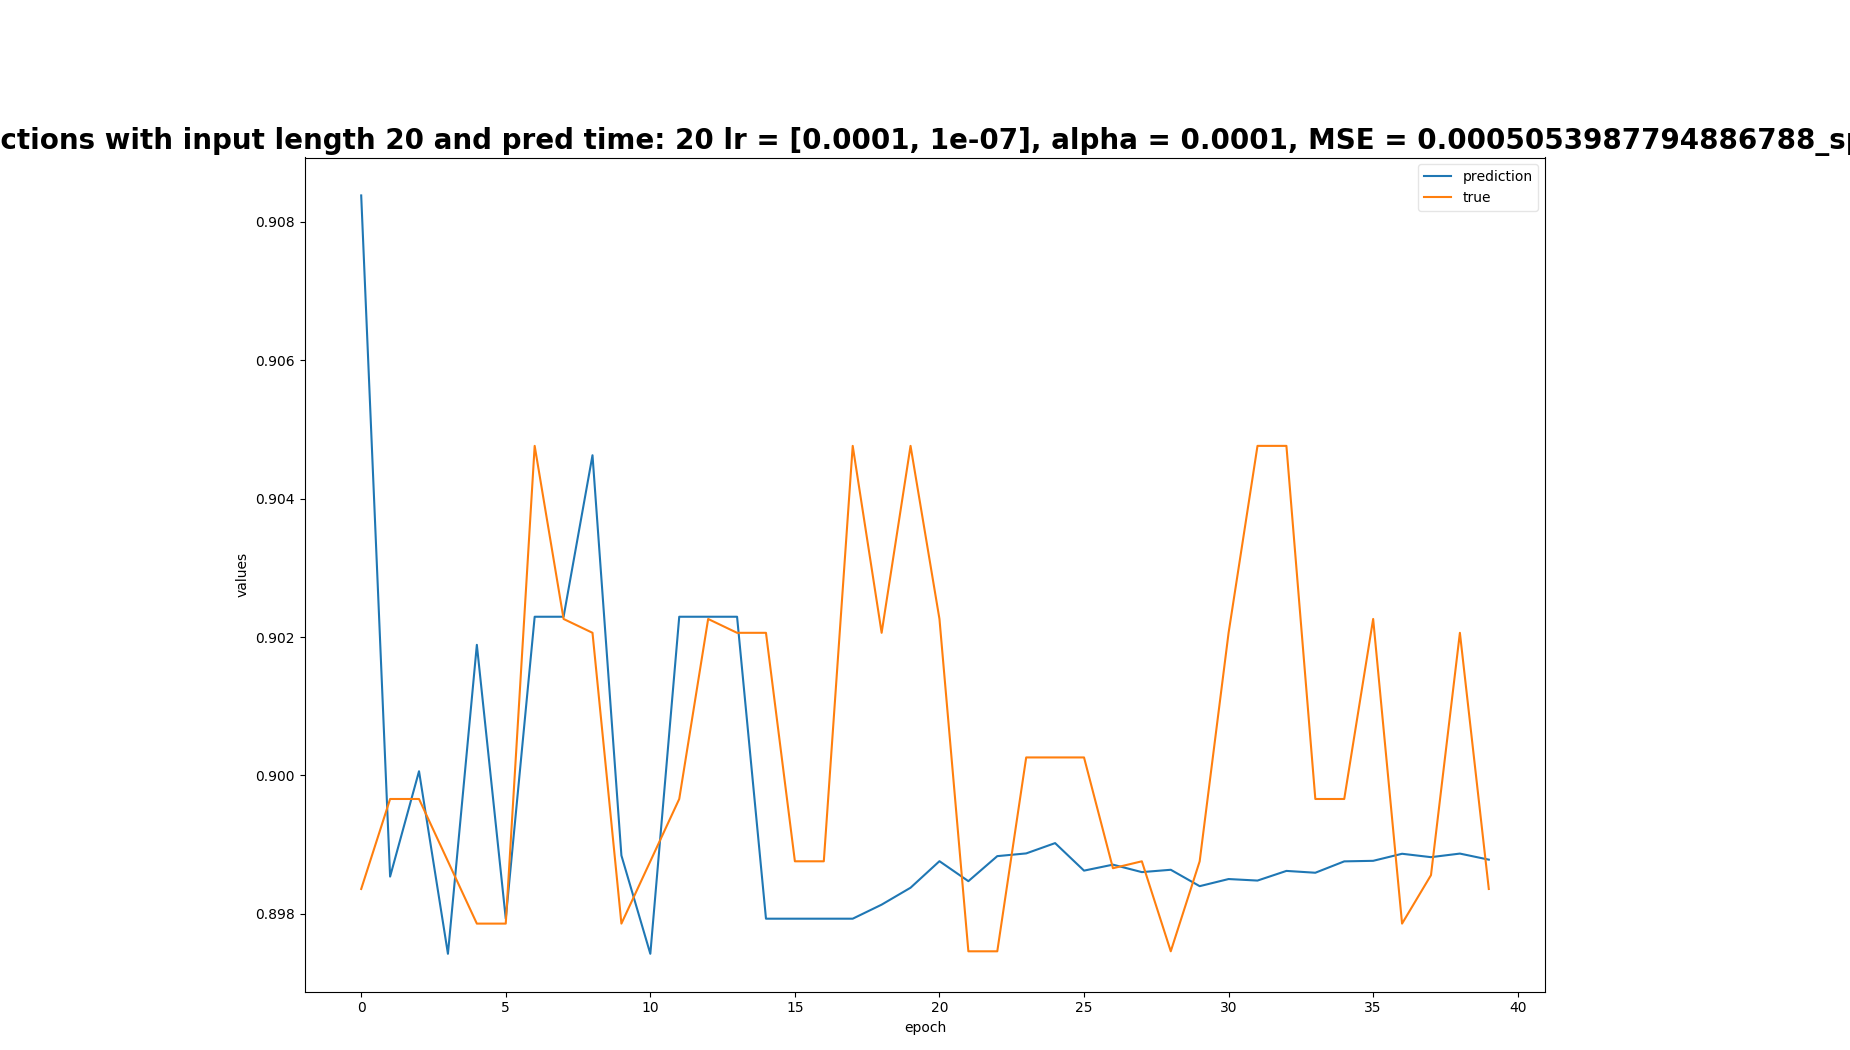 ctions with input length 20 and pred time: 20 lr = [0.0001, 1e-07], alpha = 0.0001, MSE = 0.0005053987794886788_sp
prediction
true
0.908
0.906
0.904
0.902
0.900
0.898
values
0 5 10 15 20 25 30 35 40
epoch